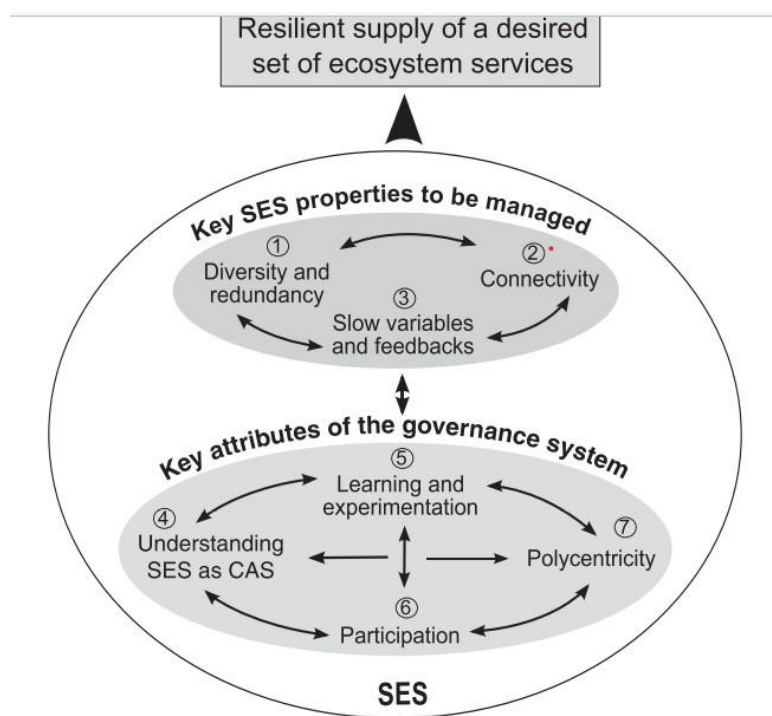 Resilient supply of a desired
set of ecosystem services
Key SES properties to be managed
①
Diversity and
redundancy
②
Connectivity
③
Slow variables
and feedbacks
Key attributes of the governance system
⑤
Learning and
experimentation
④
Understanding
SES as CAS
⑦
Polycentricity
⑥
Participation
SES